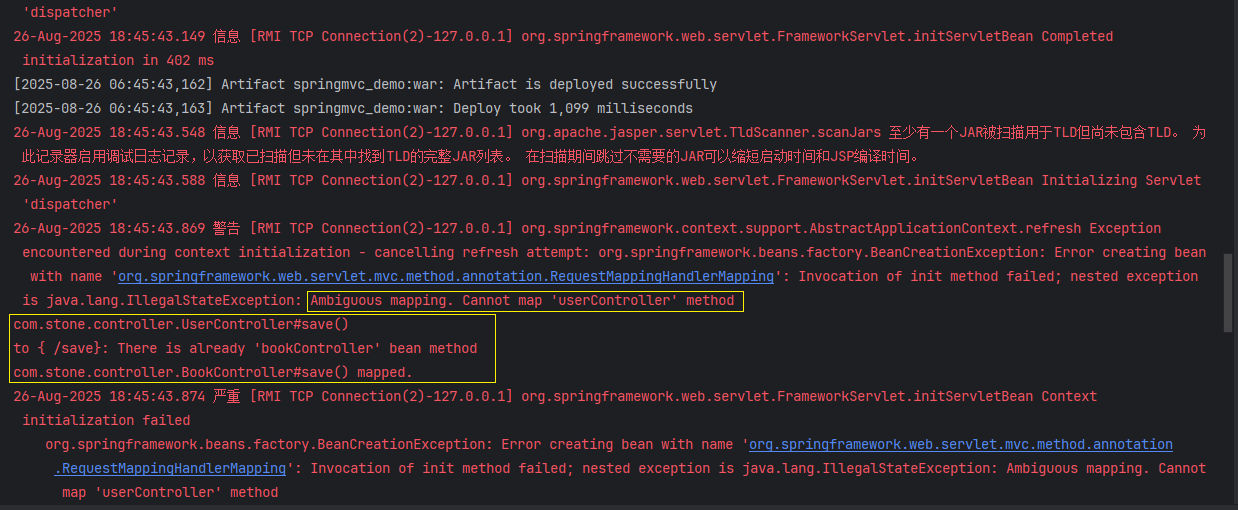 'dispatcher'
26-Aug-2025 18:45:43.149 信息 [RMI TCP Connection(2)-127.0.0.1] org.springframework.web.servlet.FrameworkServlet.initServletBean Completed
initialization in 402 ms
[2025-08-26 06:45:43,162] Artifact springmvc_demo:war: Artifact is deployed successfully
[2025-08-26 06:45:43,163] Artifact springmvc_demo:war: Deploy took 1,099 milliseconds
26-Aug-2025 18:45:43.548 信息 [RMI TCP Connection(2)-127.0.0.1] org.apache.jasper.servlet.TldScanner.scanJars 至少有一个JAR被扫描用于TLD但尚未包含TLD。 为
此记录器启用调试日志记录，以获取已扫描但未在其中找到TLD的完整JAR列表。 在扫描期间跳过不需要的JAR可以缩短启动时间和JSP编译时间。
26-Aug-2025 18:45:43.588 信息 [RMI TCP Connection(2)-127.0.0.1] org.springframework.web.servlet.FrameworkServlet.initServletBean Initializing Servlet
'dispatcher'
26-Aug-2025 18:45:43.869 警告 [RMI TCP Connection(2)-127.0.0.1] org.springframework.context.support.AbstractApplicationContext.refresh Exception
encountered during context initialization - cancelling refresh attempt: org.springframework.beans.factory.BeanCreationException: Error creating bean
with name 'org.springframework.web.servlet.mvc.method.annotation.RequestMappingHandlerMapping': Invocation of init method failed; nested exception
is java.lang.IllegalStateException: Ambiguous mapping. Cannot map 'userController' method
com.stone.controller.UserController#save()
to { /save}: There is already 'bookController' bean method
com.stone.controller.BookController#save() mapped.
26-Aug-2025 18:45:43.874 严重 [RMI TCP Connection(2)-127.0.0.1] org.springframework.web.servlet.FrameworkServlet.initServletBean Context
initialization failed
org.springframework.beans.factory.BeanCreationException: Error creating bean with name 'org.springframework.web.servlet.mvc.method.annotation
.RequestMappingHandlerMapping': Invocation of init method failed; nested exception is java.lang.IllegalStateException: Ambiguous mapping. Cannot
map 'userController' method